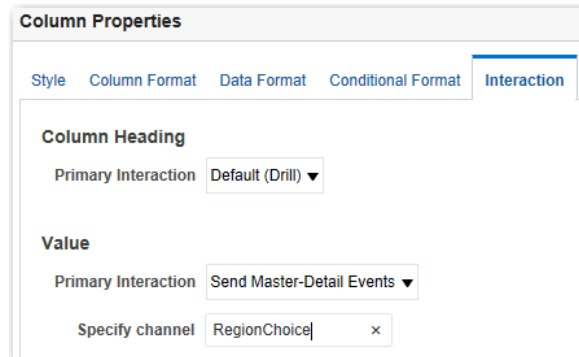 Column Properties
Style Column Format Data Format Conditional Format Interaction
Column Heading
Primary Interaction Default (Drill)
Value
Primary Interaction Send Master-Detail Events
Specify channel RegionChoice ×